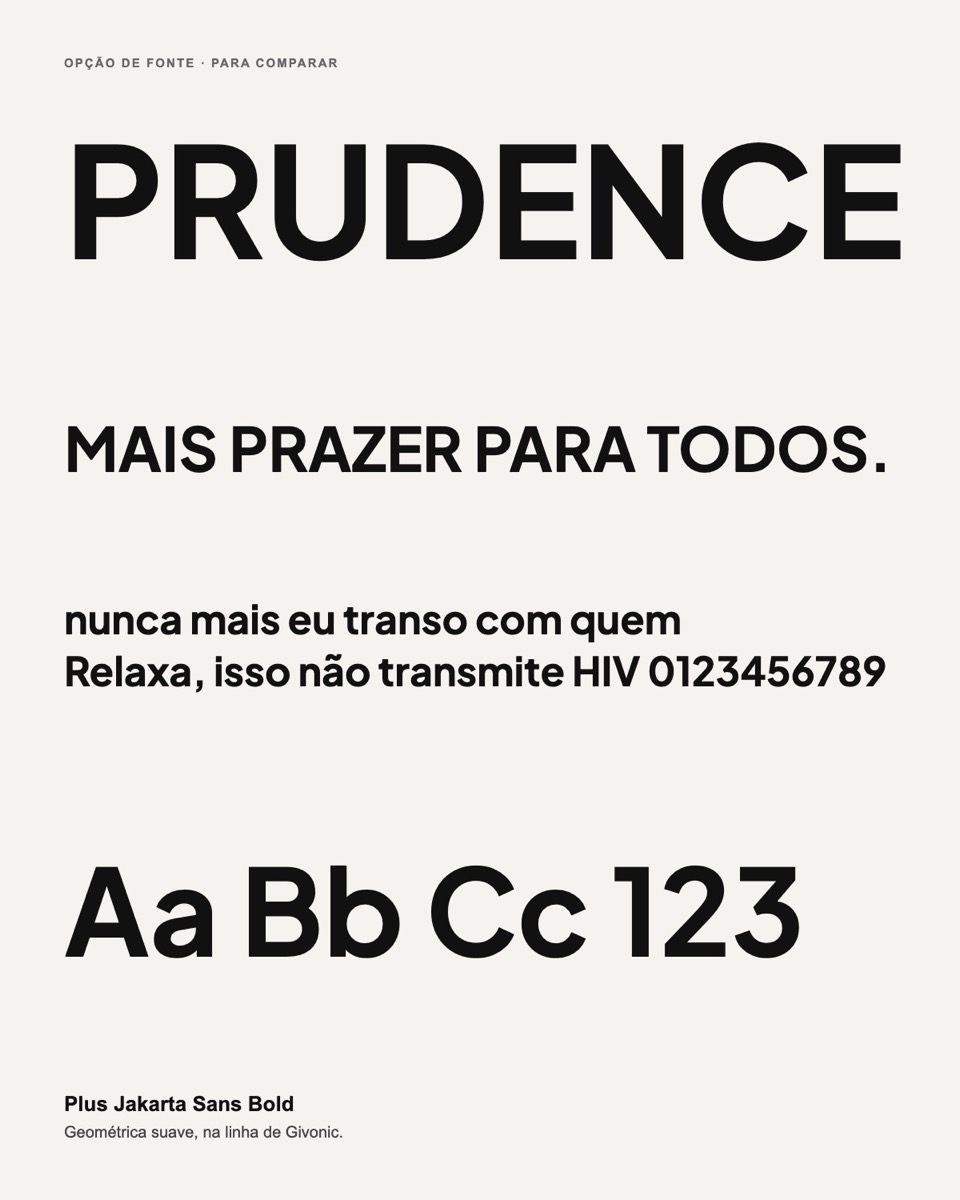 OPÇÃO DE FONTE · PARA COMPARAR
PRUDENCE
MAIS PRAZER PARA TODOS.
nunca mais eu transo com quem
Relaxa, isso não transmite HIV 0123456789
Aa Bb Cc 123
Plus Jakarta Sans Bold
Geométrica suave, na linha de Givonic.